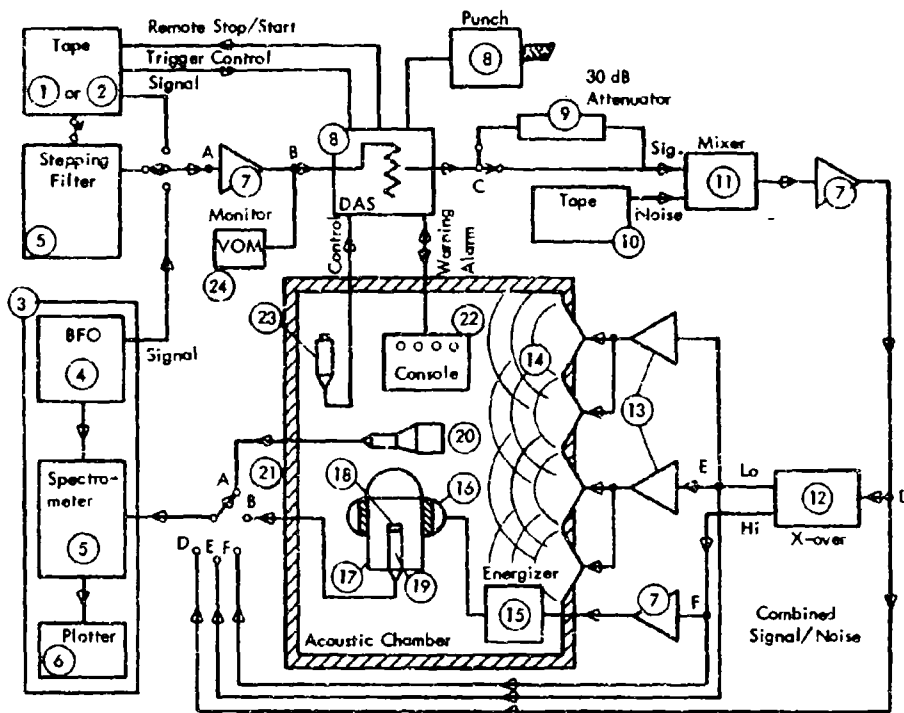 Remote Stop/Start
Tape
Trigger Control
1 or 2
Signal
Punch
8
30 dB
Attenuator
9
Stepping
Filter
5
A
7
B
8
DAS
C
Sig.
Mixer
11
7
Tape
Noise
10
Monitor
VOM
24
Control
Warning
Alarm
3
BFO
4
Signal
23
22
Console
14
13
20
21
A
B
18
16
Spectro-
meter
5
D
E
F
17
19
Energizer
15
7
E
Lo
Hi
12
X-over
D
F
Combined
Signal/Noise
Plotter
6
Acoustic Chamber